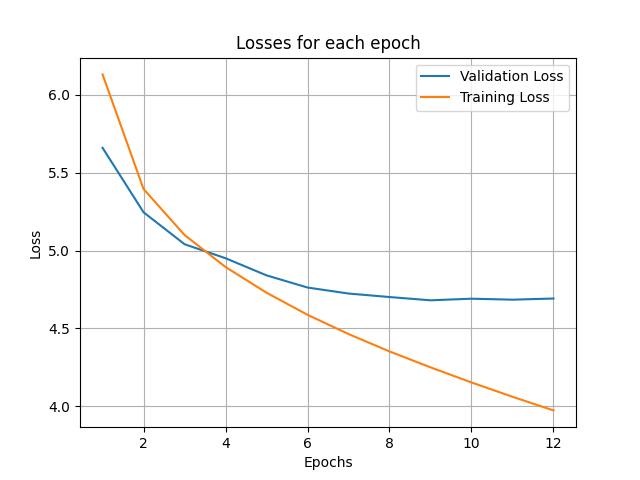 Losses for each epoch
Validation Loss
Training Loss
6.0
5.5
5.0
4.5
4.0
Loss
2 4 6 8 10 12
Epochs